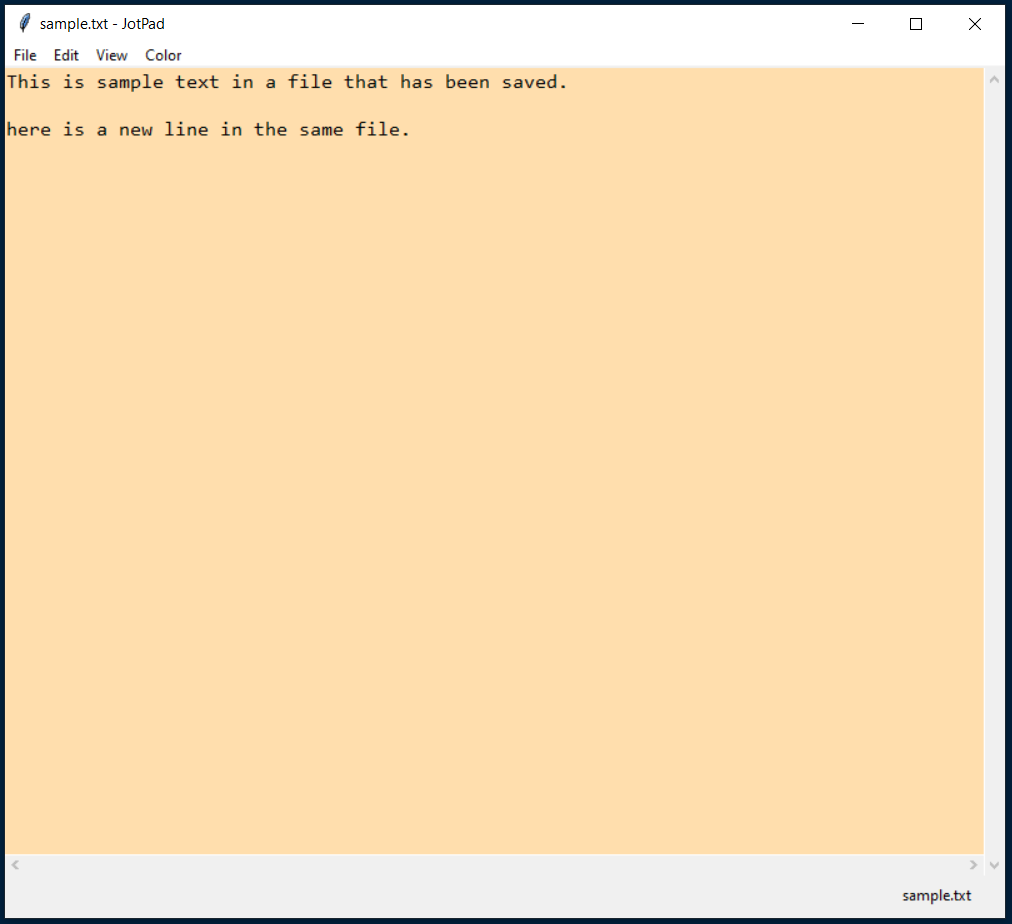 sample.txt - JotPad
File Edit View Color
This is sample text in a file that has been saved.
here is a new line in the same file.
sample.txt